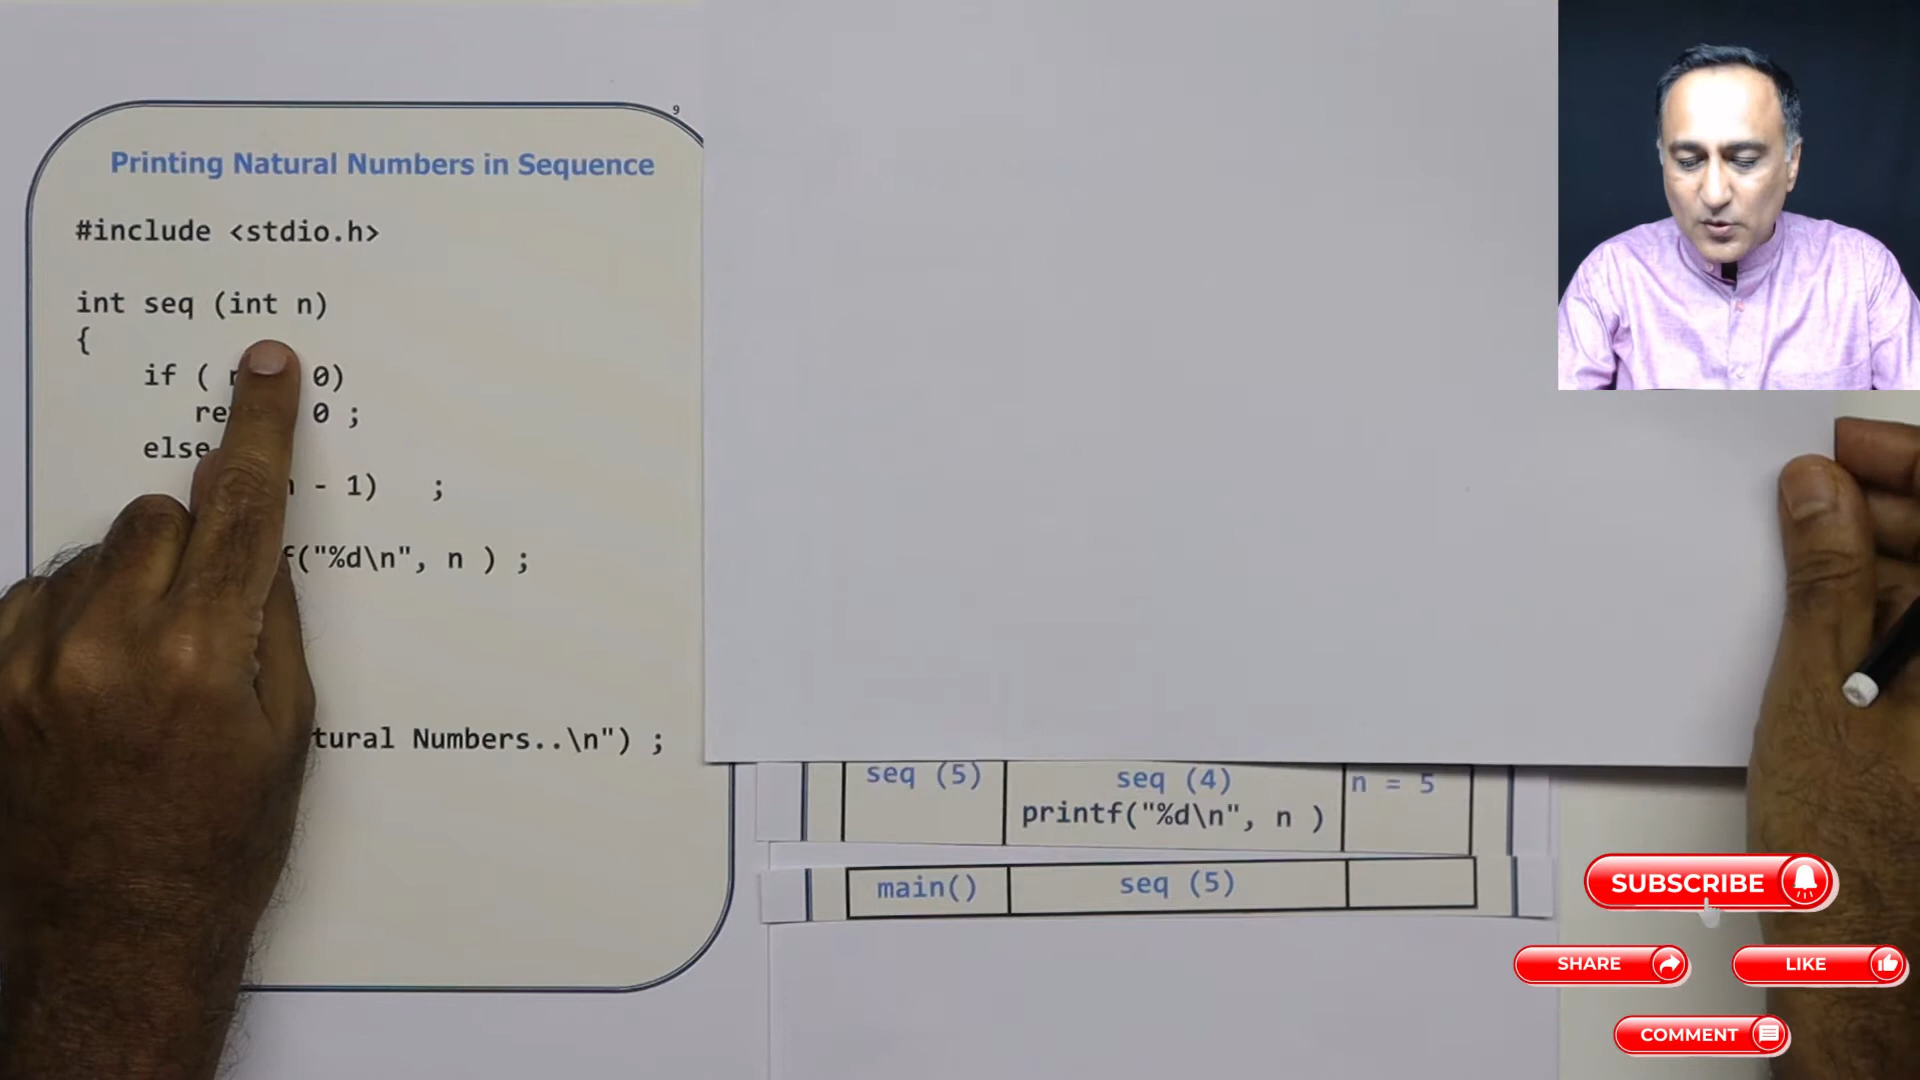 9
Printing Natural Numbers in Sequence
#include <stdio.h>
int seq (int n)
{
if ( 0)
0 ;
else
- 1) ;
("%d\n", n ) ;
Numbers..\n") ;
seq (5) seq (4) n = 5
printf("%d\n", n )
main() seq (5)
SUBSCRIBE
SHARE LIKE
COMMENT